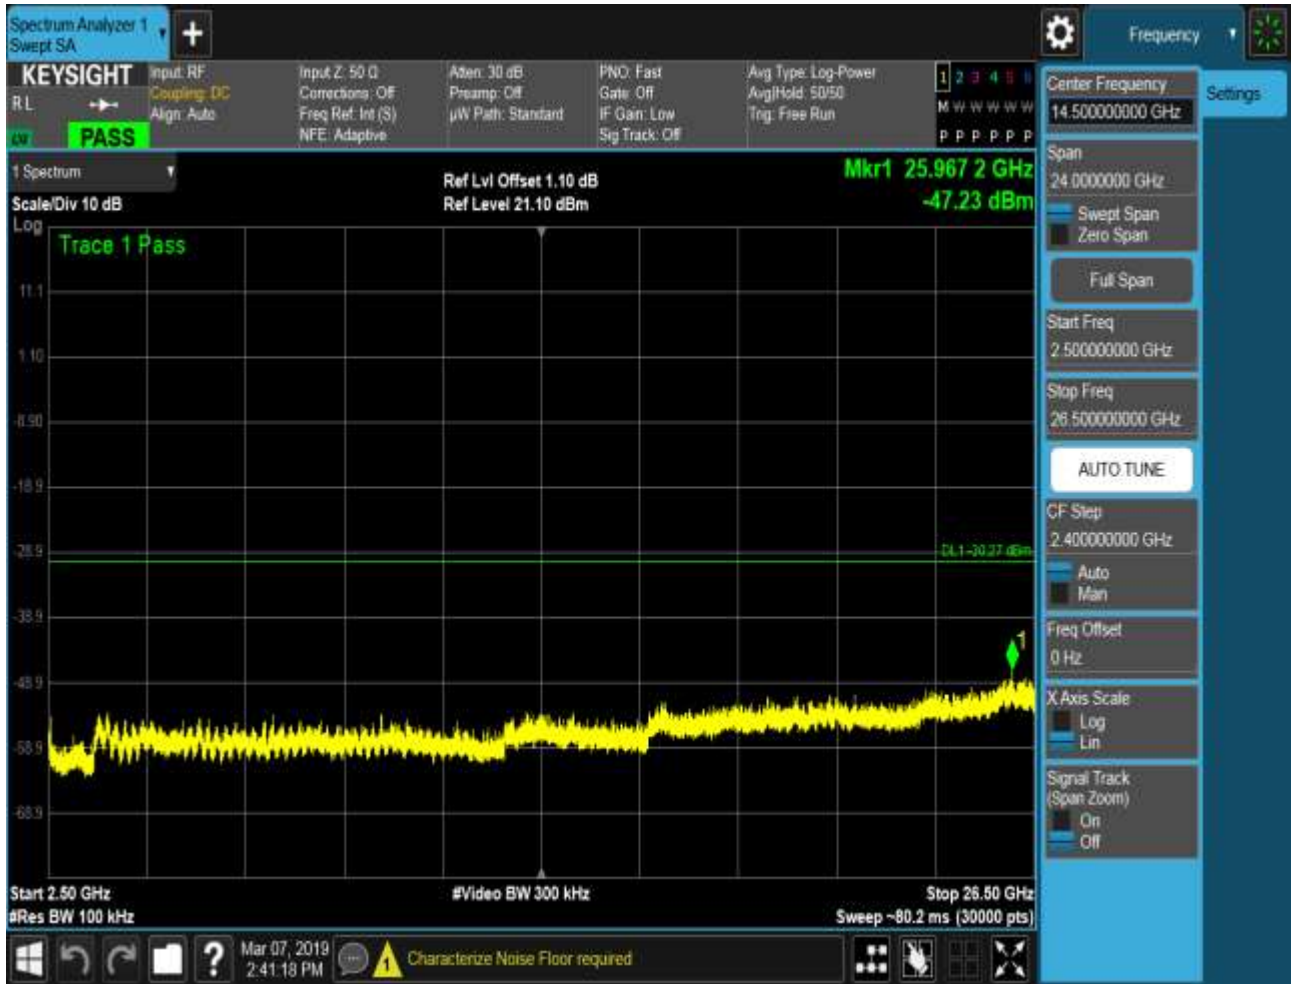 Spectrum Analyzer 1
Swept SA
Frequency
KEYSIGHT
R L
PASS
Input: RF
Coupling: DC
Align: Auto
Input Z: 50 Ω
Corrections: Off
Freq Ref: Int (S)
NFE: Adaptive
Atten: 30 dB
Preamp: Off
µW Path: Standard
PNO: Fast
Gate: Off
IF Gain: Low
Sig Track: Off
Avg Type: Log-Power
Avg|Hold: 50/50
Trig: Free Run
1 2 3 4 5 6
M W W W W W
P P P P P P
1 Spectrum
Scale/Div 10 dB
Log
Ref Lvl Offset 1.10 dB
Ref Level 21.10 dBm
Mkr1 25.967 2 GHz
-47.23 dBm
Trace 1 Pass
11.1
1.10
-8.90
-18.9
-28.9
-38.9
-48.9
-58.9
-68.9
DL1 -30.27 dBm
1
Start 2.50 GHz
#Res BW 100 kHz
#Video BW 300 kHz
Stop 26.50 GHz
Sweep ~80.2 ms (30000 pts)
Center Frequency
14.500000000 GHz
Settings
Span
24.0000000 GHz
Swept Span
Zero Span
Full Span
Start Freq
2.500000000 GHz
Stop Freq
26.500000000 GHz
AUTO TUNE
CF Step
2.400000000 GHz
Auto
Man
Freq Offset
0 Hz
X Axis Scale
Log
Lin
Signal Track
(Span Zoom)
On
Off
?
Mar 07, 2019
2:41:18 PM
1
Characterize Noise Floor required